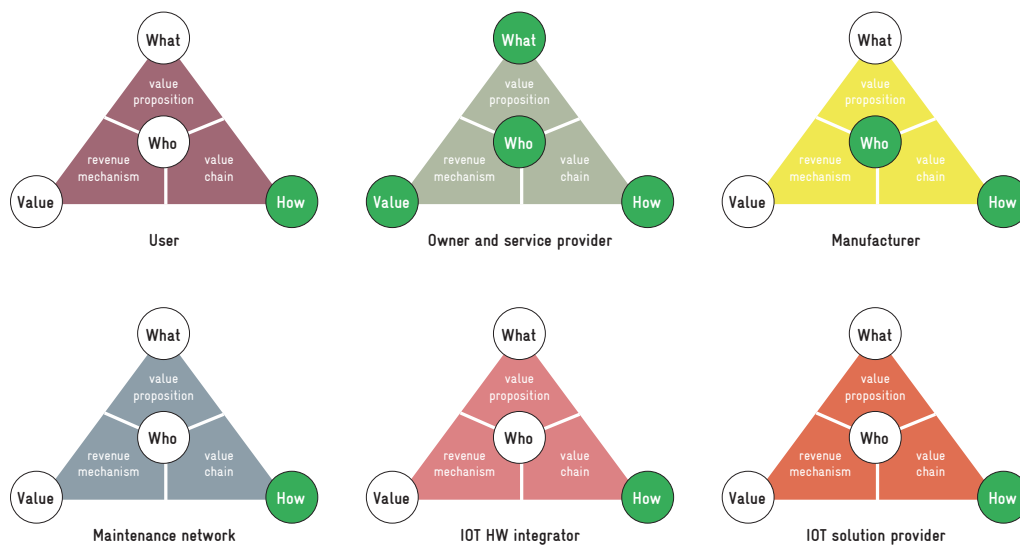 What
value
proposition
Who
revenue
mechanism
value
chain
Value
How
User
What
value
proposition
Who
revenue
mechanism
value
chain
Value
How
Owner and service provider
What
value
proposition
Who
revenue
mechanism
value
chain
Value
How
Manufacturer
What
value
proposition
Who
revenue
mechanism
value
chain
Value
How
Maintenance network
What
value
proposition
Who
revenue
mechanism
value
chain
Value
How
IOT HW integrator
What
value
proposition
Who
revenue
mechanism
value
chain
Value
How
IOT solution provider